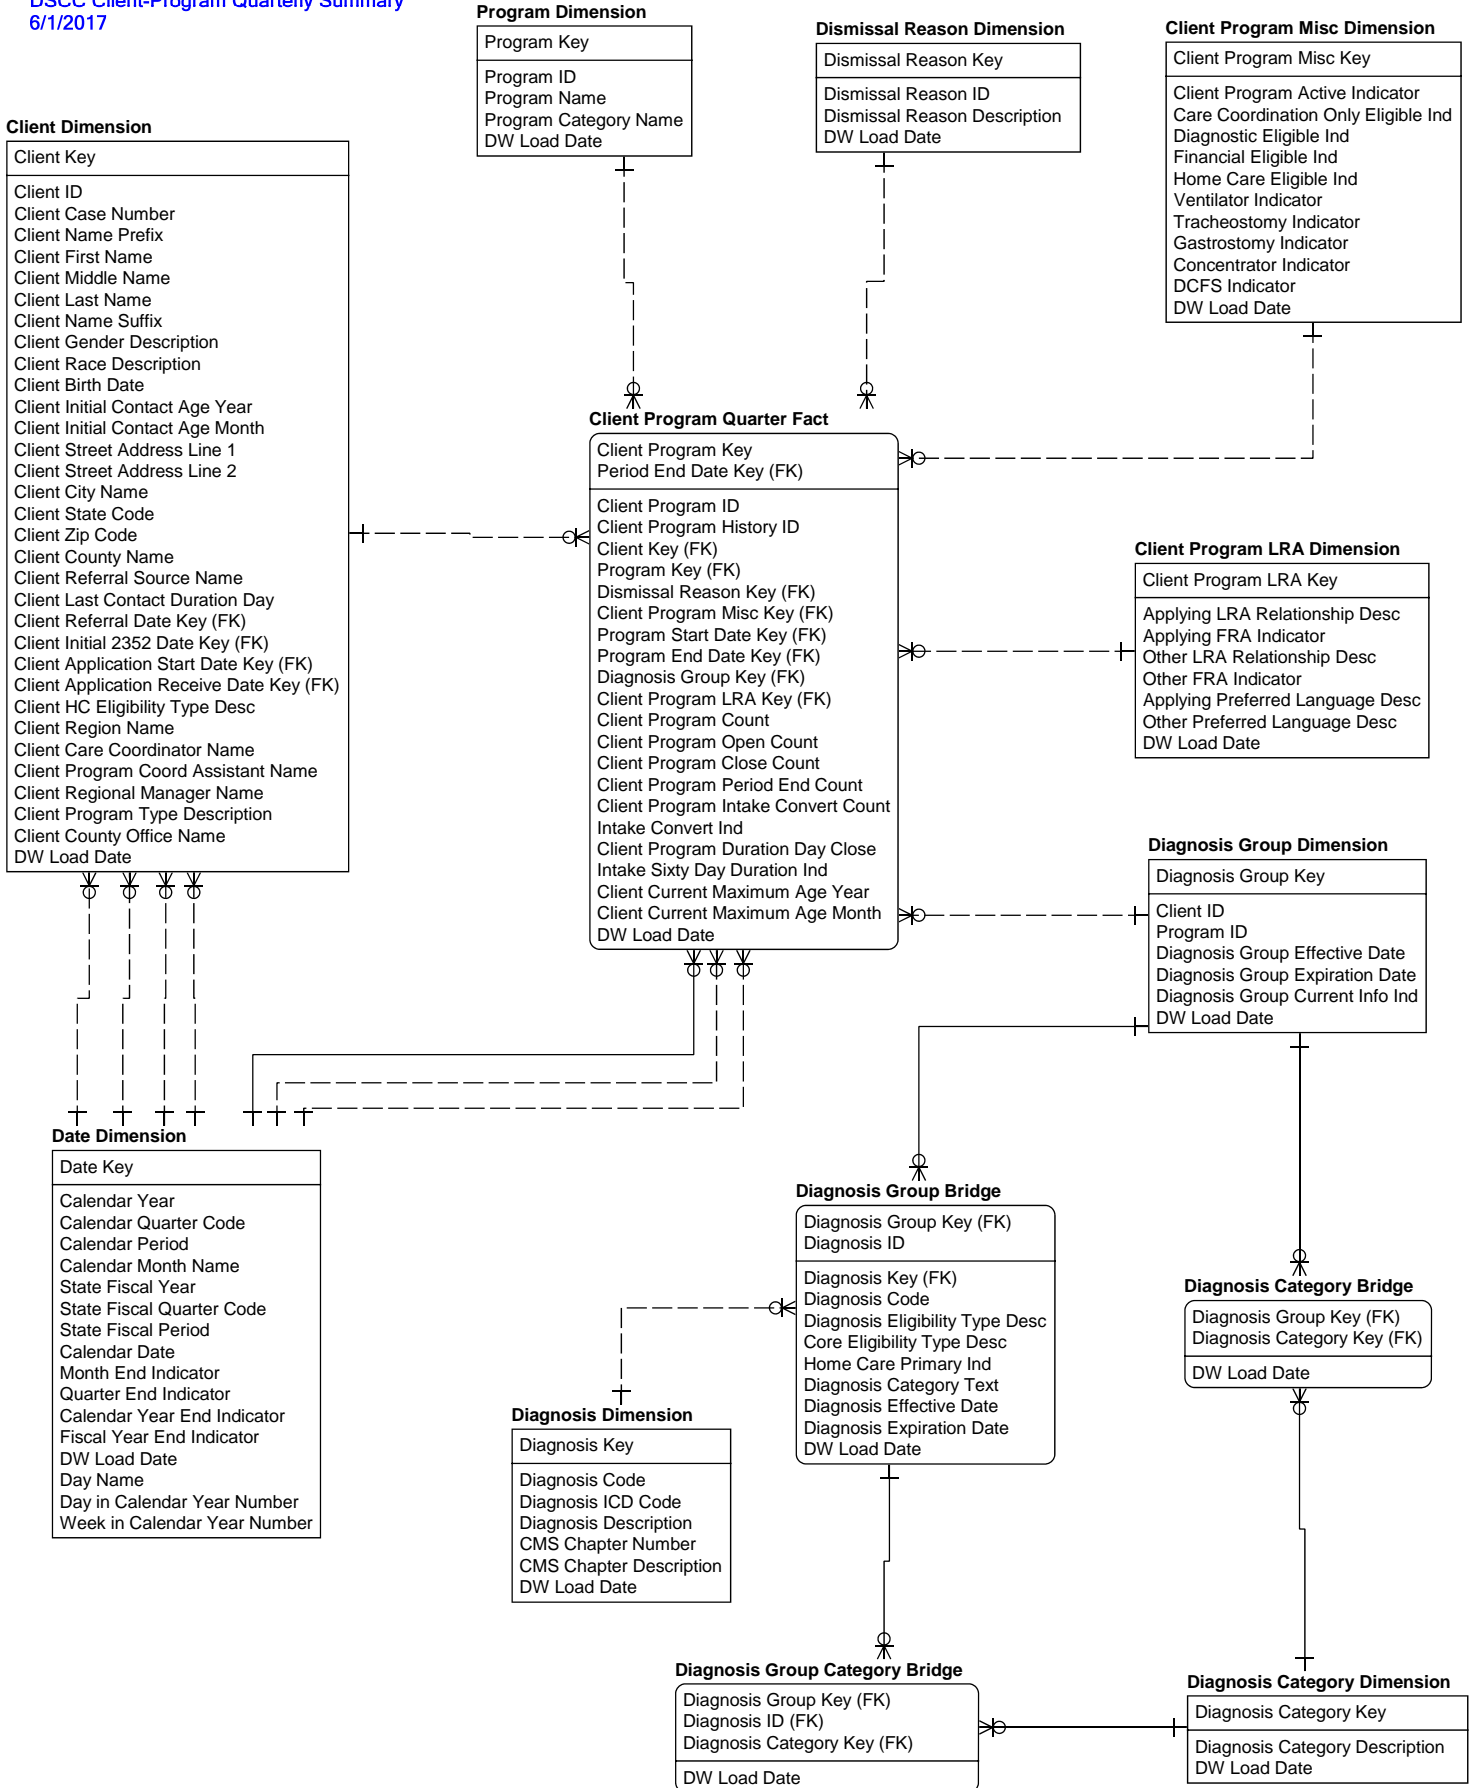 DSCC Client-Program Quarterly Summary
6/1/2017
Program Dimension
Program Key
Program ID
Program Name
Program Category Name
DW Load Date
Dismissal Reason Dimension
Dismissal Reason Key
Dismissal Reason ID
Dismissal Reason Description
DW Load Date
Client Program Misc Dimension
Client Program Misc Key
Client Program Active Indicator
Care Coordination Only Eligible Ind
Diagnostic Eligible Ind
Financial Eligible Ind
Home Care Eligible Ind
Ventilator Indicator
Tracheostomy Indicator
Gastrostomy Indicator
Concentrator Indicator
DCFS Indicator
DW Load Date
Client Dimension
Client Key
Client ID
Client Case Number
Client Name Prefix
Client First Name
Client Middle Name
Client Last Name
Client Name Suffix
Client Gender Description
Client Race Description
Client Birth Date
Client Initial Contact Age Year
Client Initial Contact Age Month
Client Street Address Line 1
Client Street Address Line 2
Client City Name
Client State Code
Client Zip Code
Client County Name
Client Referral Source Name
Client Last Contact Duration Day
Client Referral Date Key (FK)
Client Initial 2352 Date Key (FK)
Client Application Start Date Key (FK)
Client Application Receive Date Key (FK)
Client HC Eligibility Type Desc
Client Region Name
Client Care Coordinator Name
Client Program Coord Assistant Name
Client Regional Manager Name
Client Program Type Description
Client County Office Name
DW Load Date
Client Program Quarter Fact
Client Program Key
Period End Date Key (FK)
Client Program ID
Client Program History ID
Client Key (FK)
Program Key (FK)
Dismissal Reason Key (FK)
Client Program Misc Key (FK)
Program Start Date Key (FK)
Program End Date Key (FK)
Diagnosis Group Key (FK)
Client Program LRA Key (FK)
Client Program Count
Client Program Open Count
Client Program Close Count
Client Program Period End Count
Client Program Intake Convert Count
Intake Convert Ind
Client Program Duration Day Close
Intake Sixty Day Duration Ind
Client Current Maximum Age Year
Client Current Maximum Age Month
DW Load Date
Client Program LRA Dimension
Client Program LRA Key
Applying LRA Relationship Desc
Applying FRA Indicator
Other LRA Relationship Desc
Other FRA Indicator
Applying Preferred Language Desc
Other Preferred Language Desc
DW Load Date
Diagnosis Group Dimension
Diagnosis Group Key
Client ID
Program ID
Diagnosis Group Effective Date
Diagnosis Group Expiration Date
Diagnosis Group Current Info Ind
DW Load Date
Date Dimension
Date Key
Calendar Year
Calendar Quarter Code
Calendar Period
Calendar Month Name
State Fiscal Year
State Fiscal Quarter Code
State Fiscal Period
Calendar Date
Month End Indicator
Quarter End Indicator
Calendar Year End Indicator
Fiscal Year End Indicator
DW Load Date
Day Name
Day in Calendar Year Number
Week in Calendar Year Number
Diagnosis Group Bridge
Diagnosis Group Key (FK)
Diagnosis ID
Diagnosis Key (FK)
Diagnosis Code
Diagnosis Eligibility Type Desc
Core Eligibility Type Desc
Home Care Primary Ind
Diagnosis Category Text
Diagnosis Effective Date
Diagnosis Expiration Date
DW Load Date
Diagnosis Category Bridge
Diagnosis Group Key (FK)
Diagnosis Category Key (FK)
DW Load Date
Diagnosis Dimension
Diagnosis Key
Diagnosis Code
Diagnosis ICD Code
Diagnosis Description
CMS Chapter Number
CMS Chapter Description
DW Load Date
Diagnosis Group Category Bridge
Diagnosis Group Key (FK)
Diagnosis ID (FK)
Diagnosis Category Key (FK)
DW Load Date
Diagnosis Category Dimension
Diagnosis Category Key
Diagnosis Category Description
DW Load Date